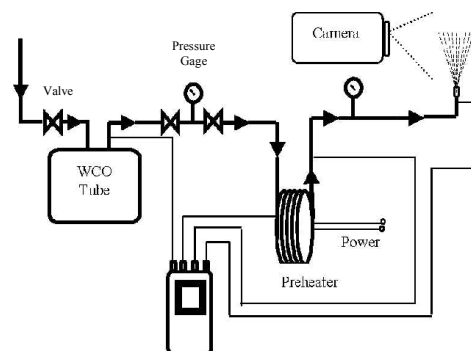 Camera
Pressure
Gage
Valve
WCO
Tube
Power
Preheater